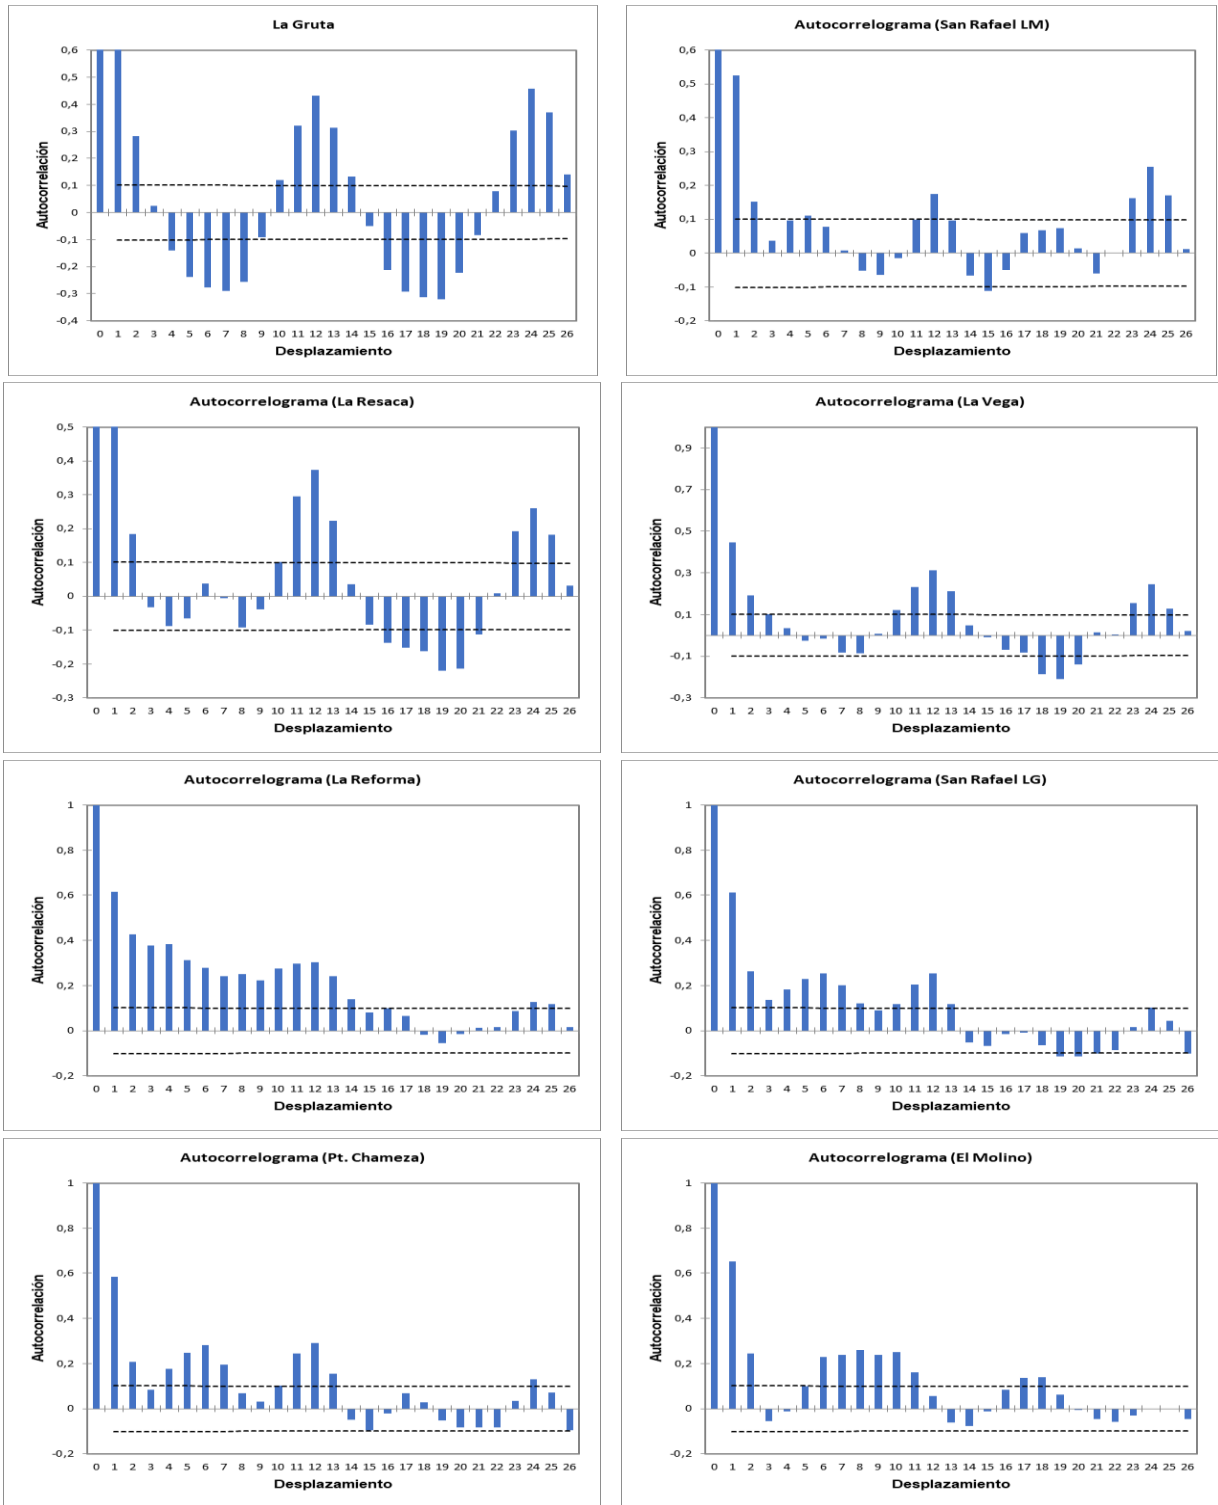 La Gruta
Autocorrelación
0,6
0,5
0,4
0,3
0,2
0,1
0
-0,1
-0,2
-0,3
-0,4
0 1 2 3 4 5 6 7 8 9 10 11 12 13 14 15 16 17 18 19 20 21 22 23 24 25 26
Desplazamiento
Autocorrelograma (San Rafael LM)
Autocorrelación
0,6
0,5
0,4
0,3
0,2
0,1
0
-0,1
-0,2
0 1 2 3 4 5 6 7 8 9 10 11 12 13 14 15 16 17 18 19 20 21 22 23 24 25 26
Desplazamiento
Autocorrelograma (La Resaca)
Autocorrelación
0,5
0,4
0,3
0,2
0,1
0
-0,1
-0,2
-0,3
0 1 2 3 4 5 6 7 8 9 10 11 12 13 14 15 16 17 18 19 20 21 22 23 24 25 26
Desplazamiento
Autocorrelograma (La Vega)
Autocorrelación
0,9
0,7
0,5
0,3
0,1
-0,1
-0,3
0 1 2 3 4 5 6 7 8 9 10 11 12 13 14 15 16 17 18 19 20 21 22 23 24 25 26
Desplazamiento
Autocorrelograma (La Reforma)
Autocorrelación
1
0,8
0,6
0,4
0,2
0
-0,2
0 1 2 3 4 5 6 7 8 9 10 11 12 13 14 15 16 17 18 19 20 21 22 23 24 25 26
Desplazamiento
Autocorrelograma (San Rafael LG)
Autocorrelación
1
0,8
0,6
0,4
0,2
0
-0,2
0 1 2 3 4 5 6 7 8 9 10 11 12 13 14 15 16 17 18 19 20 21 22 23 24 25 26
Desplazamiento
Autocorrelograma (Pt. Chameza)
Autocorrelación
1
0,8
0,6
0,4
0,2
0
-0,2
0 1 2 3 4 5 6 7 8 9 10 11 12 13 14 15 16 17 18 19 20 21 22 23 24 25 26
Desplazamiento
Autocorrelograma (El Molino)
Autocorrelación
1
0,8
0,6
0,4
0,2
0
-0,2
0 1 2 3 4 5 6 7 8 9 10 11 12 13 14 15 16 17 18 19 20 21 22 23 24 25 26
Desplazamiento